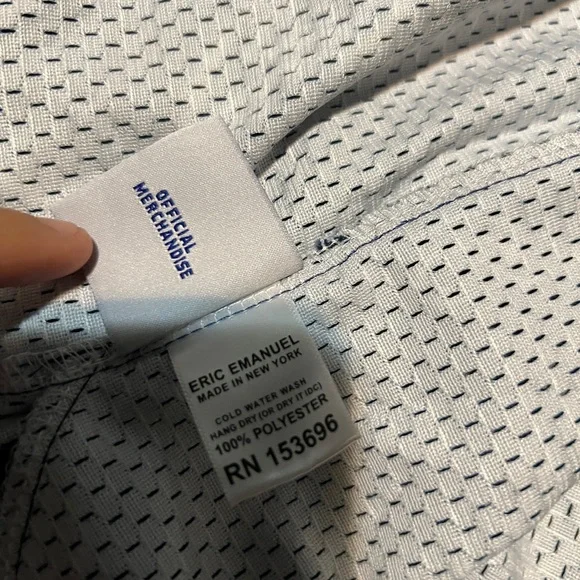 OFFICIAL
MERCHANDISE
ERIC EMANUEL
MADE IN NEW YORK
COLD WATER WASH
HANG DRY (OR DRY IT IDC)
100% POLYESTER
RN 153696